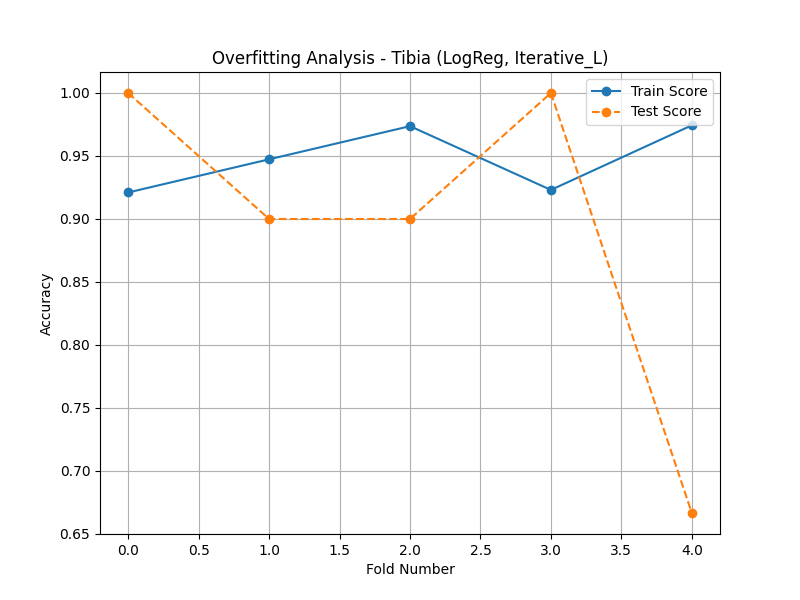 Overfitting Analysis - Tibia (LogReg, Iterative_L)
Train Score
Test Score
Accuracy
1.00
0.95
0.90
0.85
0.80
0.75
0.70
0.65
0.0 0.5 1.0 1.5 2.0 2.5 3.0 3.5 4.0
Fold Number